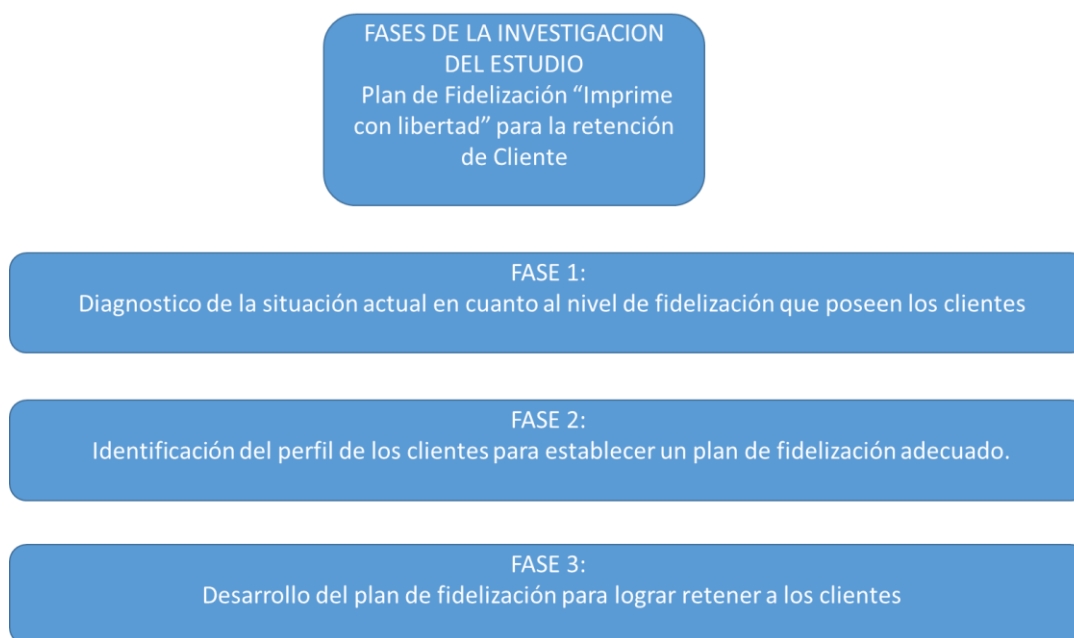 FASES DE LA INVESTIGACION
DEL ESTUDIO
Plan de Fidelización “Imprime
con libertad” para la retención
de Cliente
FASE 1:
Diagnostico de la situación actual en cuanto al nivel de fidelización que poseen los clientes
FASE 2:
Identificación del perfil de los clientes para establecer un plan de fidelización adecuado.
FASE 3:
Desarrollo del plan de fidelización para lograr retener a los clientes